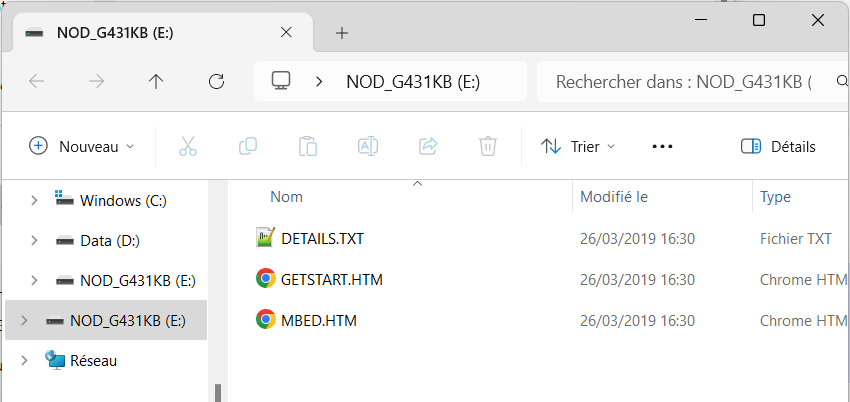 NOD_G431KB (E:)
NOD_G431KB (E:) Rechercher dans : NOD_G431KB (
Nouveau Trier Détails
Windows (C:)
Data (D:)
NOD_G431KB (E:)
NOD_G431KB (E:)
Réseau
Nom Modifié le Type
DETAILS.TXT 26/03/2019 16:30 Fichier TXT
GETSTART.HTM 26/03/2019 16:30 Chrome HTM
MBED.HTM 26/03/2019 16:30 Chrome HTM